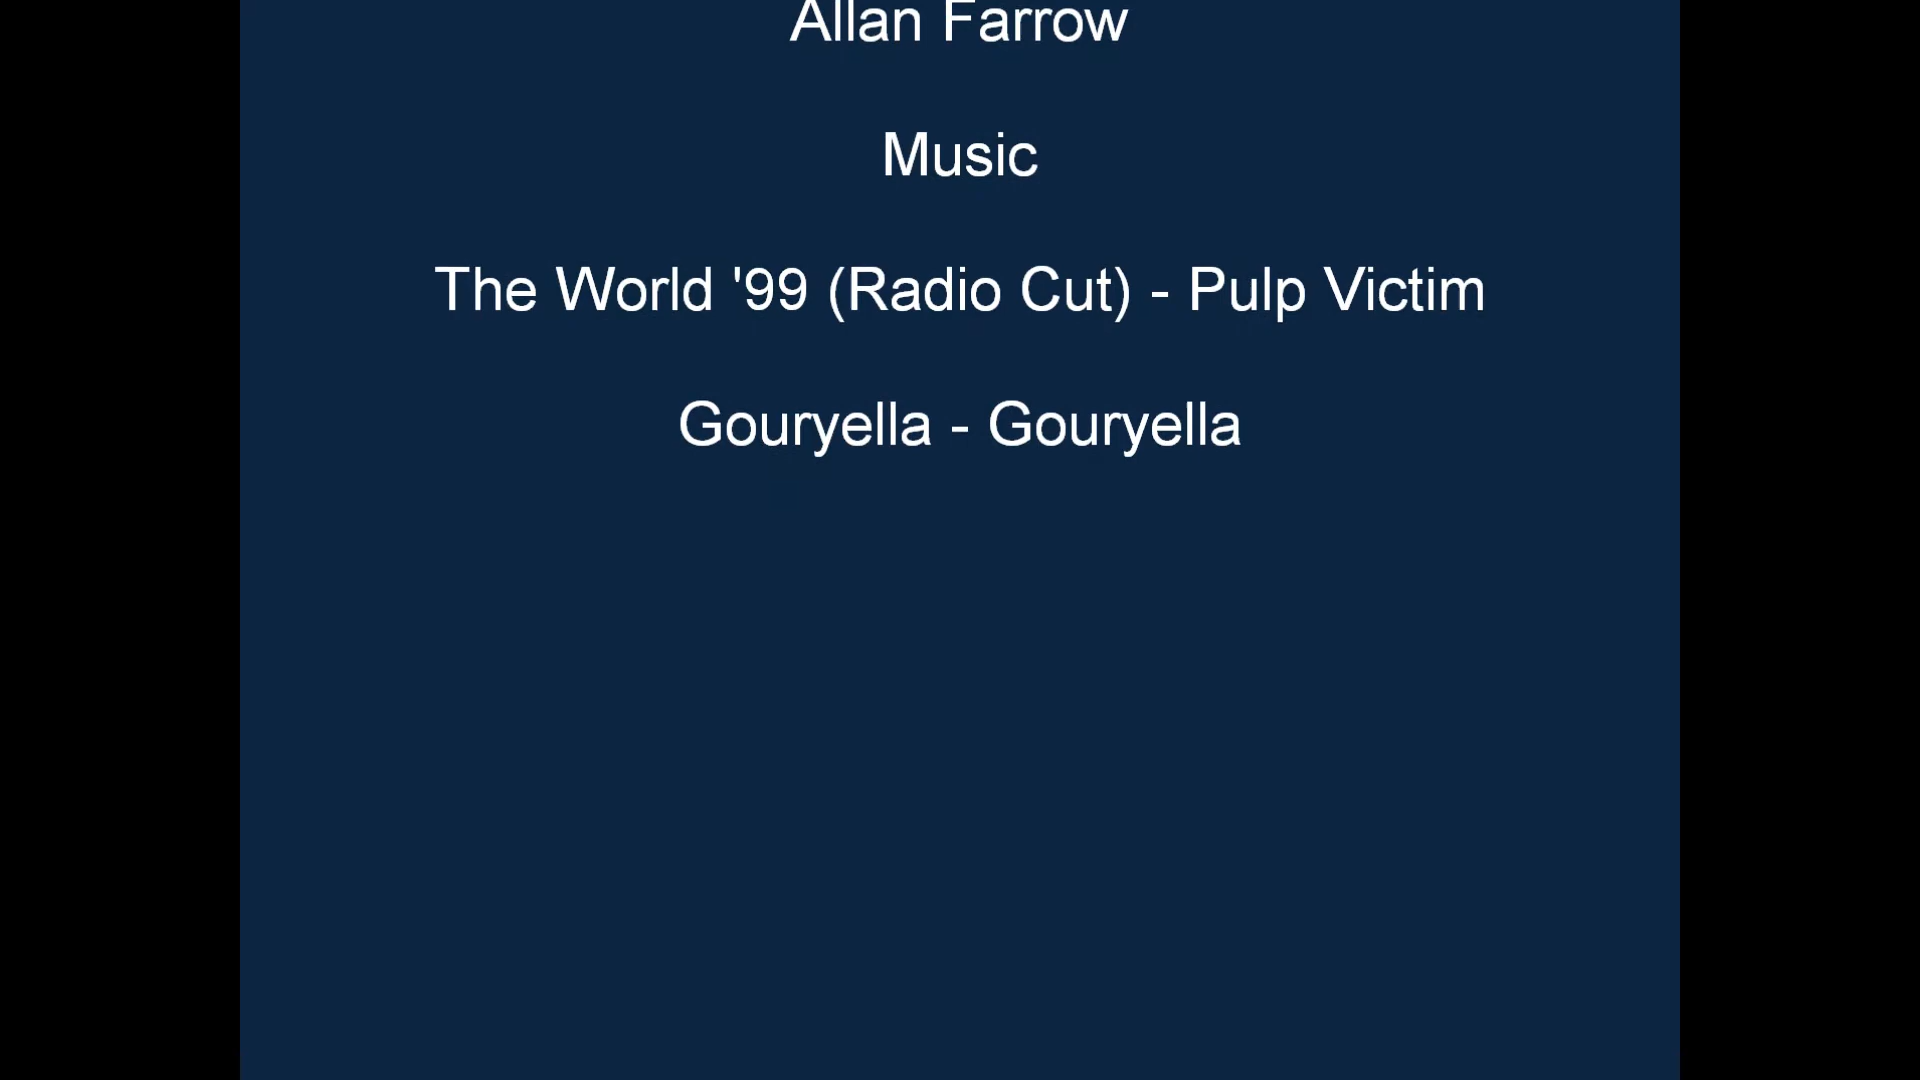 Allan Farrow
Music
The World '99 (Radio Cut) - Pulp Victim
Gouryella - Gouryella